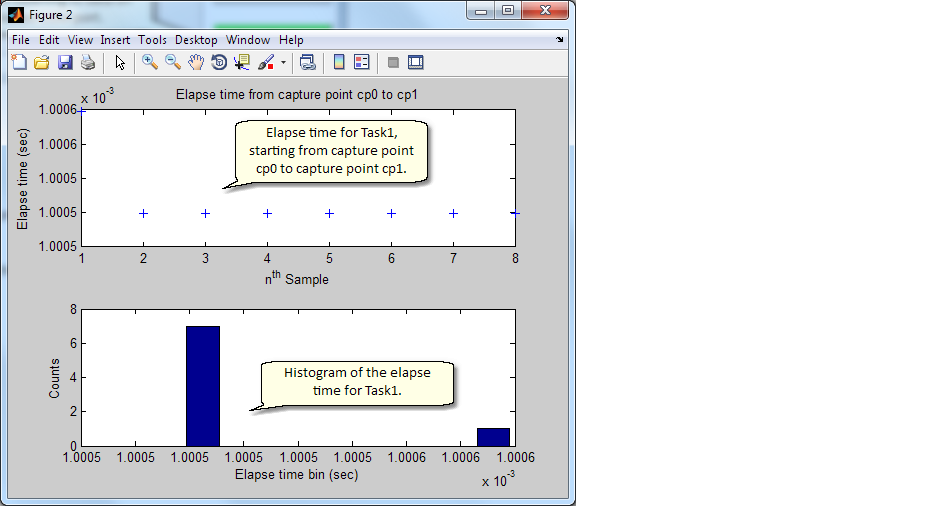 Figure 2
File Edit View Insert Tools Desktop Window Help
x 10-3
Elapse time from capture point cp0 to cp1
1.0006
1.0006
1.0005
1.0005
1.0005
Elapse time (sec)
Elapse time for Task1,
starting from capture point
cp0 to capture point cp1.
1 2 3 4 5 6 7 8
nth Sample
8
6
4
2
0
Counts
Histogram of the elapse
time for Task1.
1.0005 1.0005 1.0005 1.0005 1.0005 1.0005 1.0006 1.0006 1.0006
Elapse time bin (sec)
x 10-3